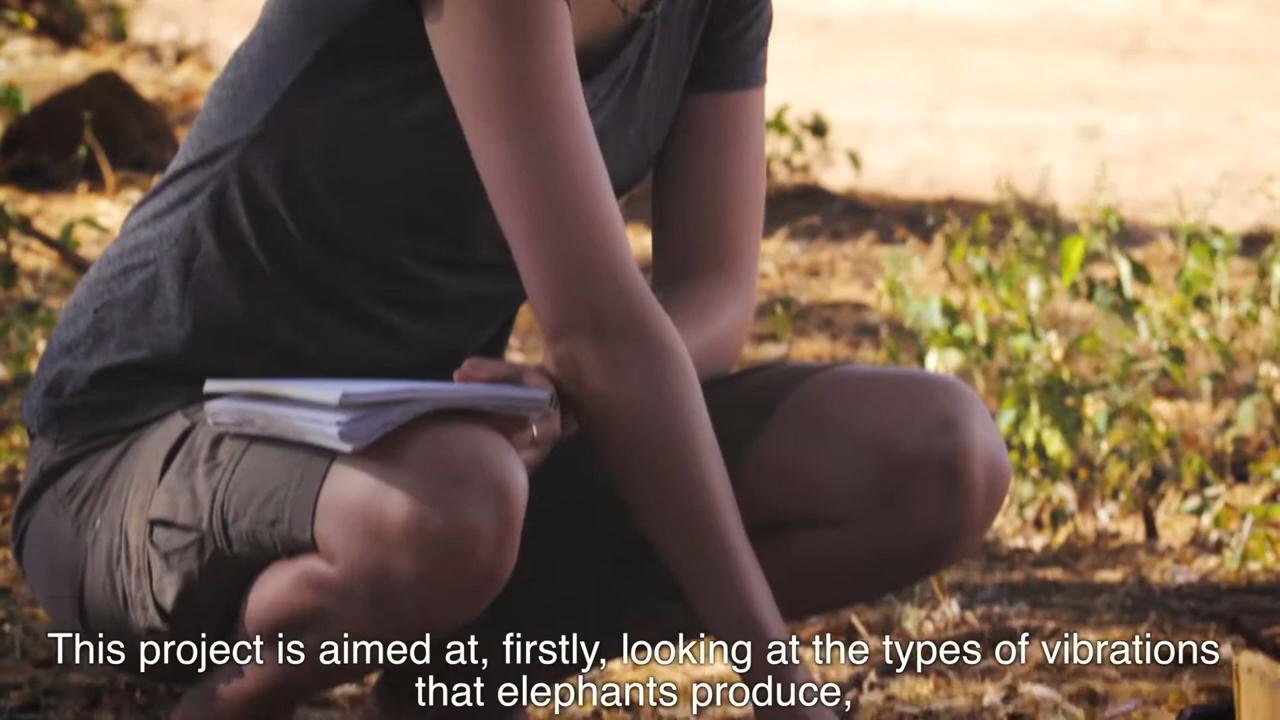 This project is aimed at, firstly, looking at the types of vibrations
that elephants produce,